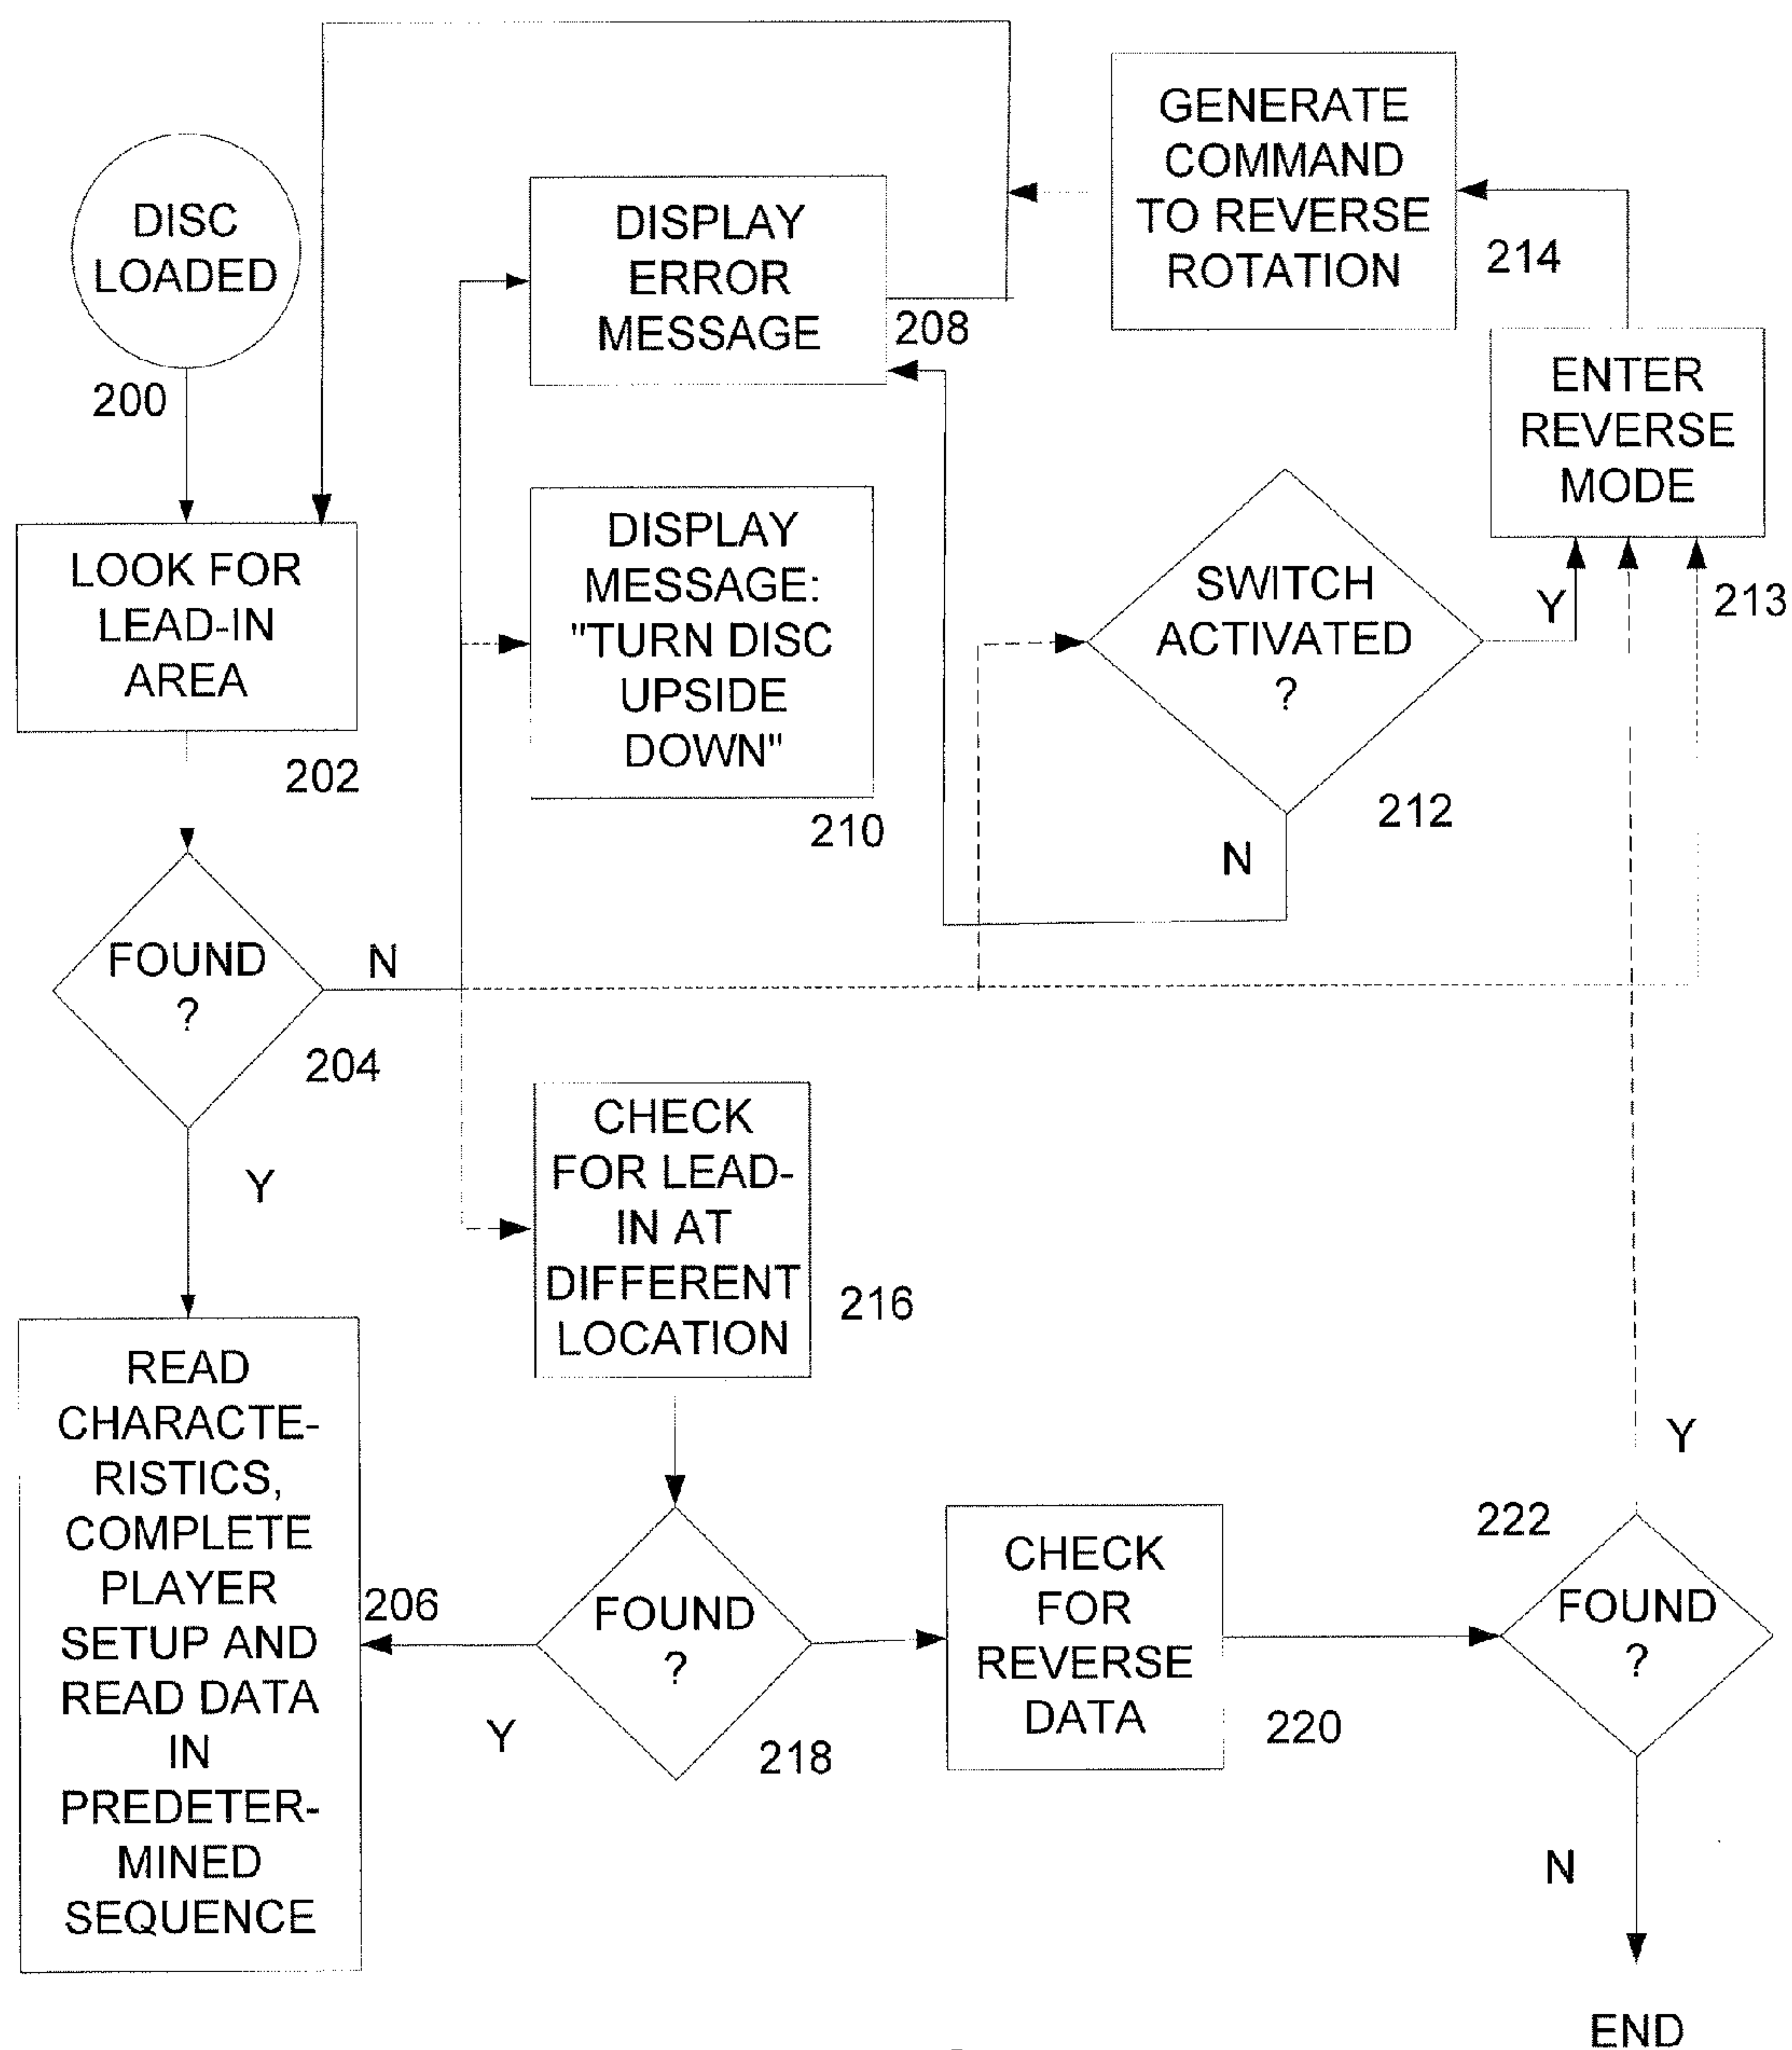 DISC
LOADED
200
LOOK FOR
LEAD-IN
AREA
202
FOUND
?
N
204
Y
READ
CHARACTE-
RISTICS,
COMPLETE
PLAYER
SETUP AND
READ DATA
IN
PREDETER-
MINED
SEQUENCE
206
DISPLAY
ERROR
MESSAGE
208
DISPLAY
MESSAGE:
"TURN DISC
UPSIDE
DOWN"
210
GENERATE
COMMAND
TO REVERSE
ROTATION
214
ENTER
REVERSE
MODE
213
SWITCH
ACTIVATED
?
Y
212
N
CHECK
FOR LEAD-
IN AT
DIFFERENT
LOCATION
216
FOUND
?
Y
218
CHECK
FOR
REVERSE
DATA
220
Y
222
FOUND
?
N
END